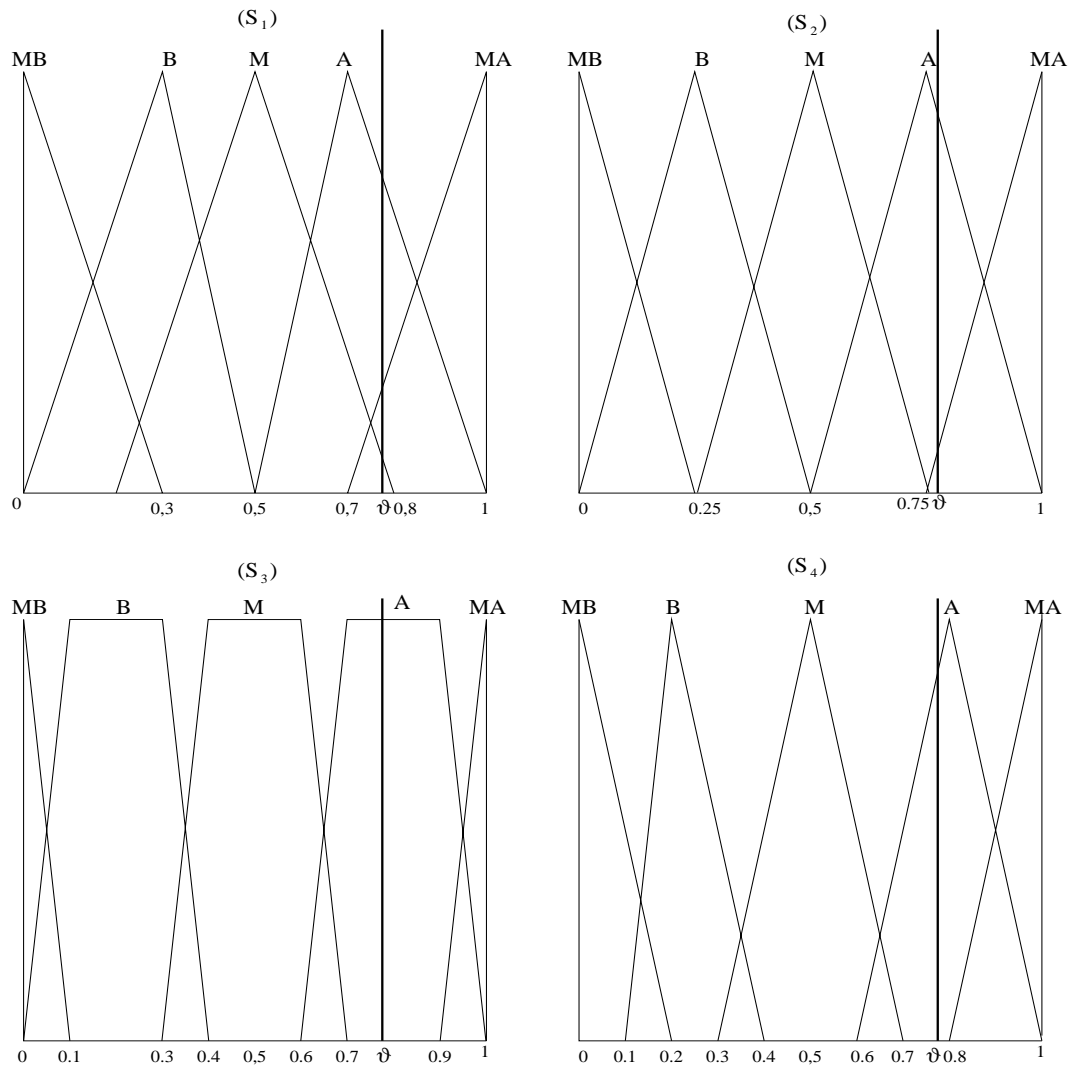 (S₁)
MB B M A MA
0 0,3 0,5 0,7 ϑ 0,8 1
(S₂)
MB B M A MA
0 0.25 0,5 0.75 ϑ 1
(S₃)
MB B M A MA
0 0.1 0.3 0.4 0,5 0.6 0.7 ϑ 0.9 1
(S₄)
MB B M A MA
0 0.1 0.2 0.3 0.4 0,5 0.6 0.7 ϑ 0.8 1